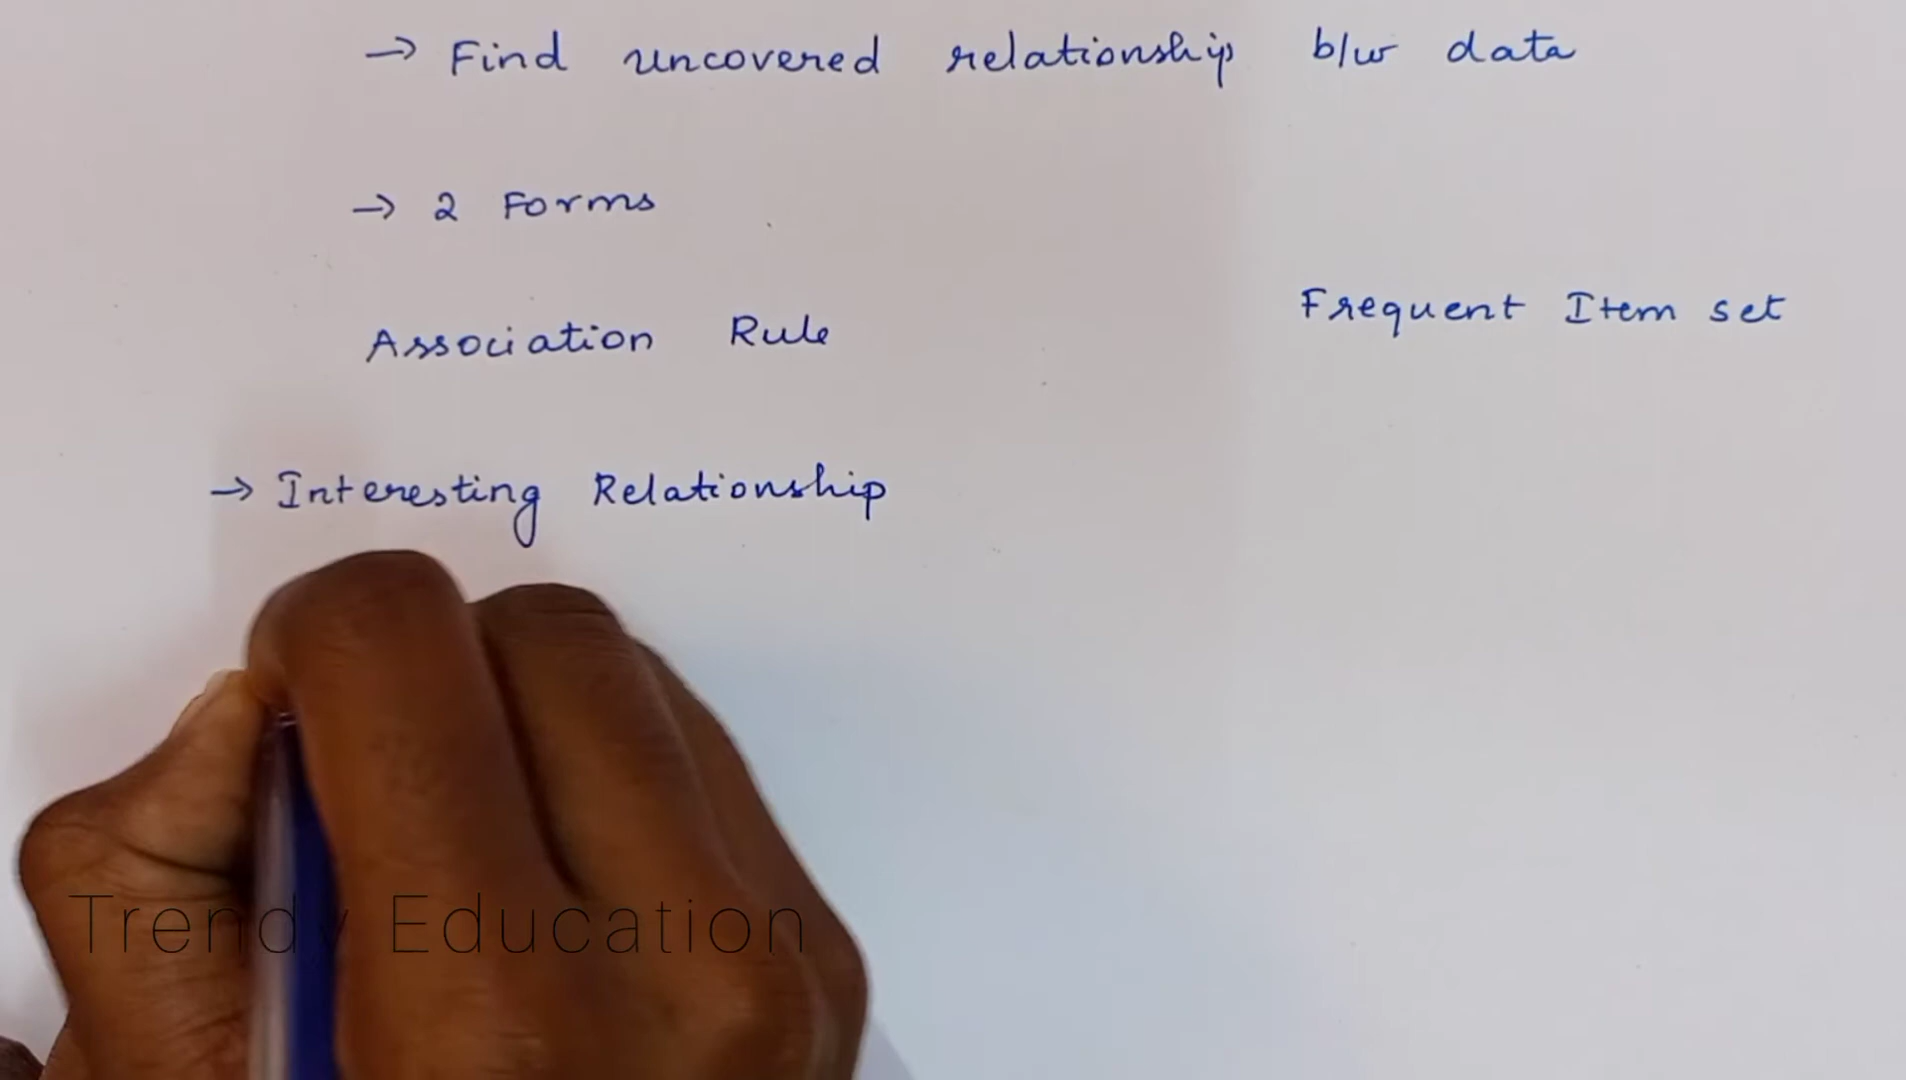 → Find uncovered relationship b/w data
→ 2 Forms
Association Rule
Frequent Item set
→ Interesting Relationship
Trendy Education